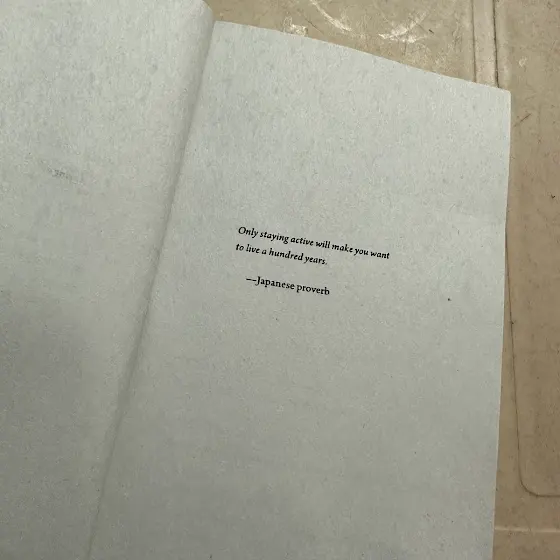 Only staying active will make you want
to live a hundred years.
—Japanese proverb